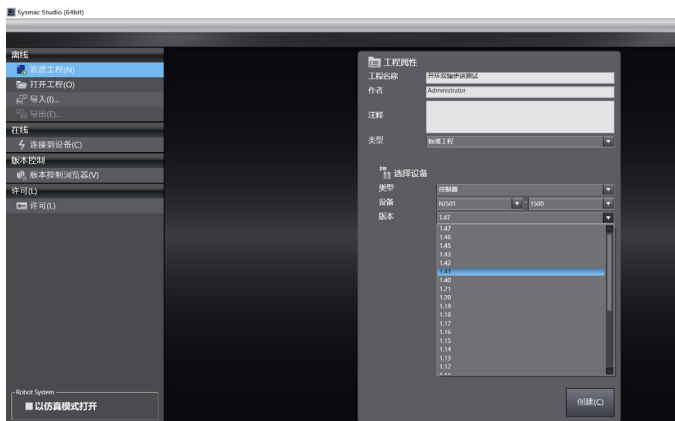 Sysmac Studio (64bit)
离线
新建工程(N)
打开工程(O)
导入(I)...
导出(E)...
在线
连接到设备(C)
版本控制
版本控制浏览器(V)
许可(L)
许可(L)
Robot System
以仿真模式打开
工程属性
工程名称 开环双轴步进测试
作者 Administrator
注释
类型 标准工程
选择设备
类型 控制器
设备 NJ501 - 1500
版本 1.47
1.47
1.46
1.45
1.43
1.42
1.41
1.40
1.21
1.20
1.19
1.18
1.17
1.16
1.15
1.14
1.13
1.12
1.11
创建(C)